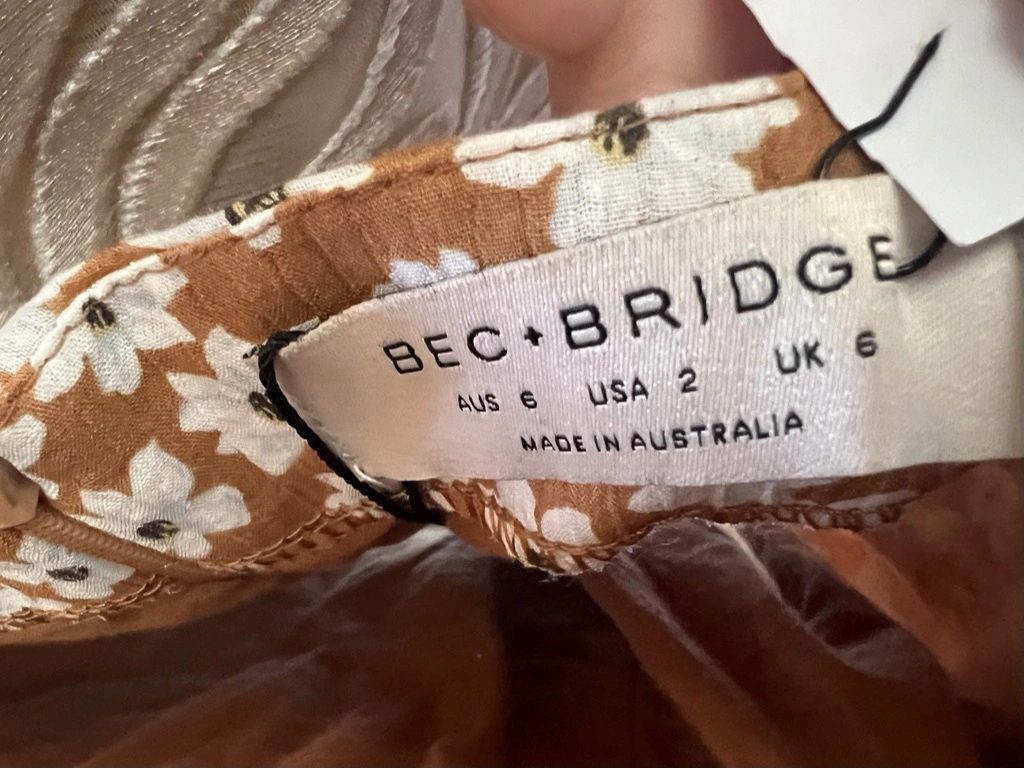 BEC+BRIDGE
AUS 6 USA 2 UK 6
MADE IN AUSTRALIA